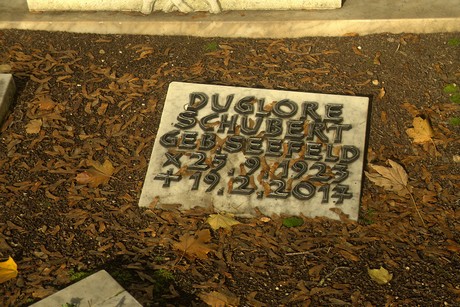 DUGLORE
SCHUBERT
GEB. SEEFELD
× 25.9.1923
+ 19.2.2017